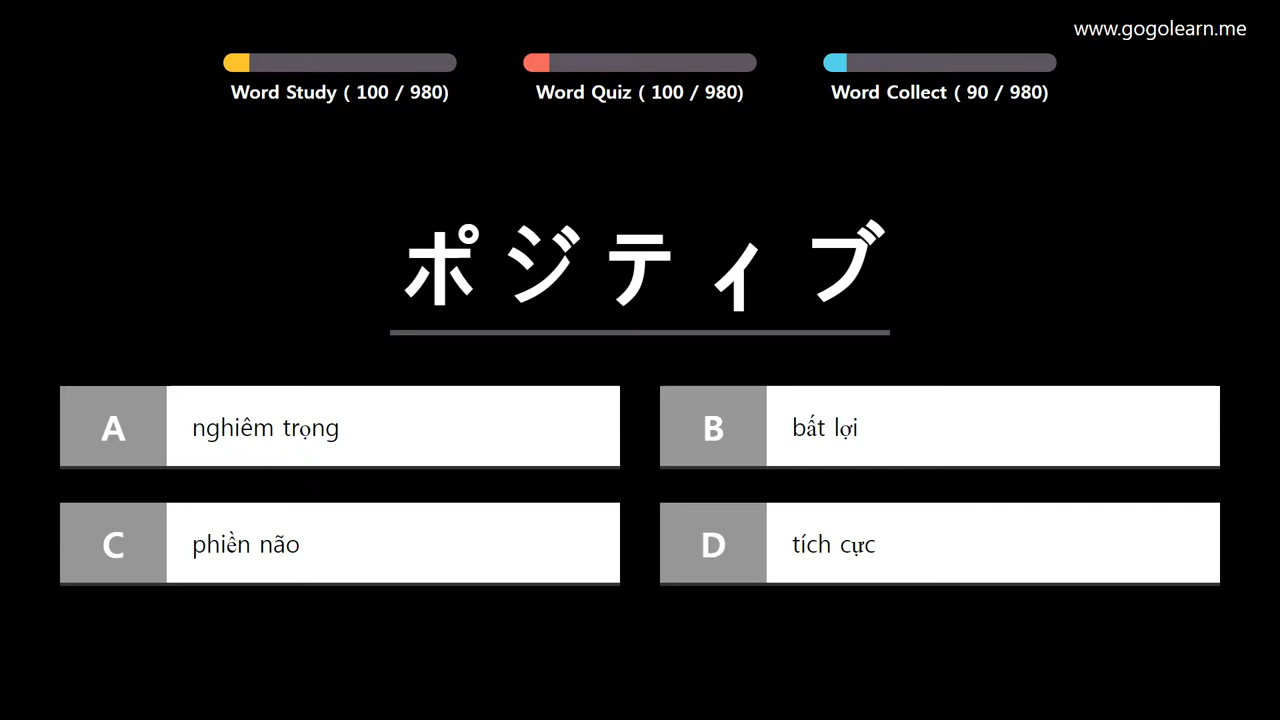 www.gogolearn.me
Word Study ( 100 / 980)
Word Quiz ( 100 / 980)
Word Collect ( 90 / 980)
ポジティブ
A nghiêm trọng
B bất lợi
C phiền não
D tích cực